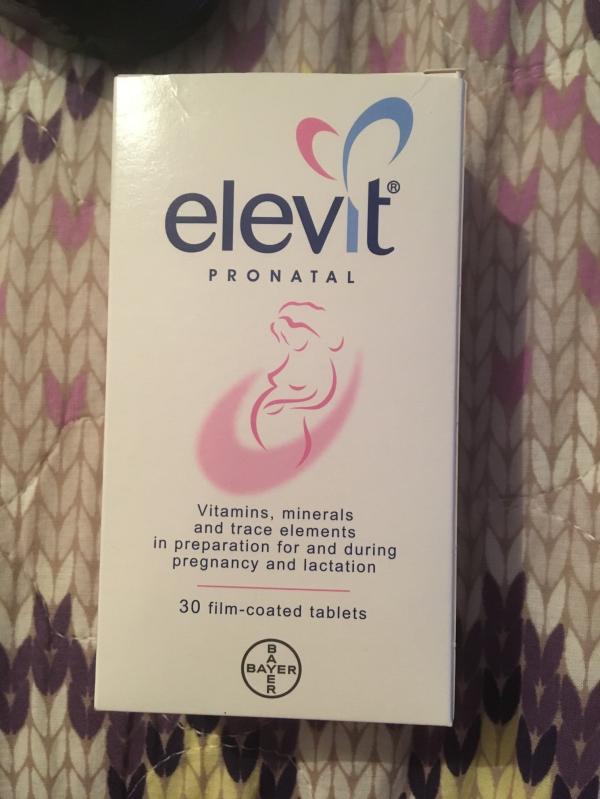 elevit®
PRONATAL
Vitamins, minerals
and trace elements
in preparation for and during
pregnancy and lactation
30 film-coated tablets
BAYER
BAYER